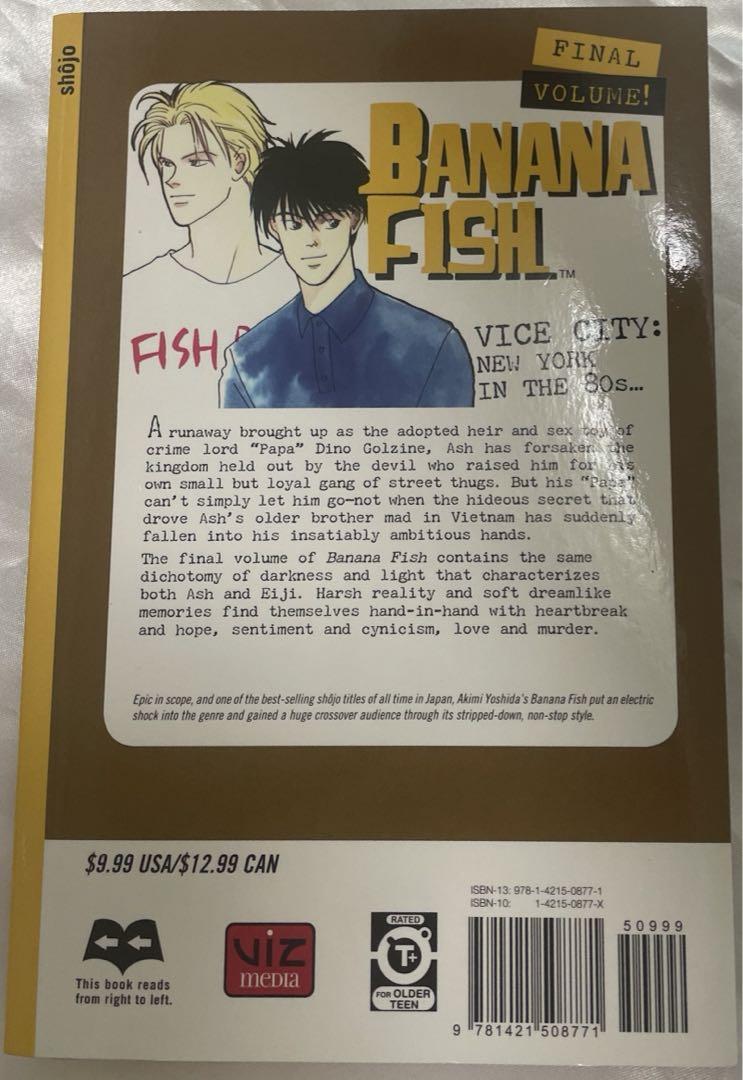 shôjo
FINAL
VOLUME!
BANANA
FISH™
FISH
VICE CITY:
NEW YORK
IN THE 80s...
A runaway brought up as the adopted heir and sex toy of
crime lord "Papa" Dino Golzine, Ash has forsaken the
kingdom held out by the devil who raised him for his
own small but loyal gang of street thugs. But his "Papa"
can't simply let him go-not when the hideous secret that
drove Ash's older brother mad in Vietnam has suddenly
fallen into his insatiably ambitious hands.
The final volume of Banana Fish contains the same
dichotomy of darkness and light that characterizes
both Ash and Eiji. Harsh reality and soft dreamlike
memories find themselves hand-in-hand with heartbreak
and hope, sentiment and cynicism, love and murder.
Epic in scope, and one of the best-selling shôjo titles of all time in Japan, Akimi Yoshida's Banana Fish put an electric
shock into the genre and gained a huge crossover audience through its stripped-down, non-stop style.
$9.99 USA/$12.99 CAN
This book reads
from right to left.
VIZ
media
RATED
T+
FOR OLDER
TEEN
ISBN-13: 978-1-4215-0877-1
ISBN-10: 1-4215-0877-X
50999
9 781421 508771